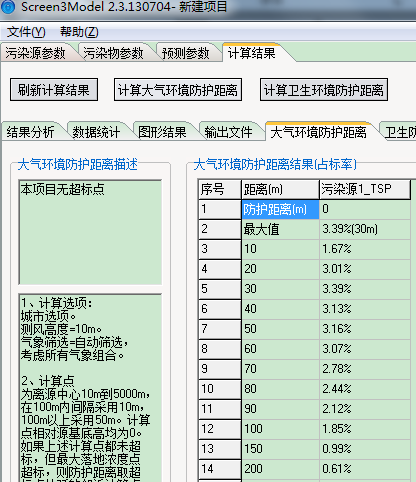 Screen3Model 2.3.130704- 新建项目
文件(Y) 帮助(Z)
污染源参数 污染物参数 预测参数 计算结果
刷新计算结果 计算大气环境防护距离 计算卫生环境防护距离
结果分析 数据统计 图形结果 输出文件 大气环境防护距离 卫生防
大气环境防护距离描述
本项目无超标点
1、计算选项：
城市选项。
测风高度=10m。
气象筛选=自动筛选，
考虑所有气象组合。
2、计算点
为离源中心10m到5000m，
在100m内间隔采用10m，
100m以上采用50m。计算
点相对源基底高均为0。
如果上述计算点都未超
标，但最大落地浓度点
超标，则防护距离取超
大气环境防护距离结果(占标率)
序号 距离(m) 污染源1_TSP
1 防护距离(m) 0
2 最大值 3.39%(30m)
3 10 1.67%
4 20 3.01%
5 30 3.39%
6 40 3.13%
7 50 3.16%
8 60 3.07%
9 70 2.78%
10 80 2.44%
11 90 2.12%
12 100 1.85%
13 150 0.99%
14 200 0.61%